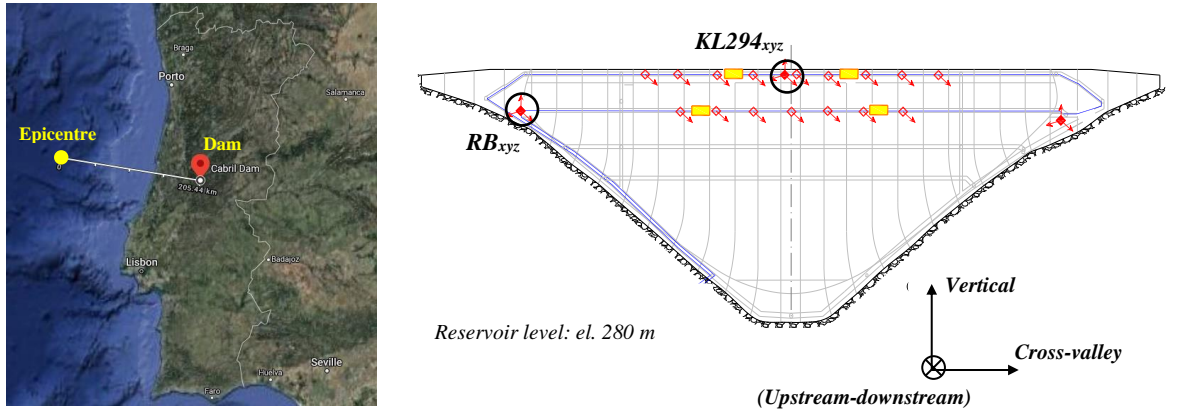 Braga
Porto
Salamanca
Epicentre
Dam
Cabril Dam
205.44 km
Lisbon
Badajoz
Seville
Huelva
Faro
KL294xyz
RBxyz
Reservoir level: el. 280 m
Vertical
Cross-valley
(Upstream-downstream)